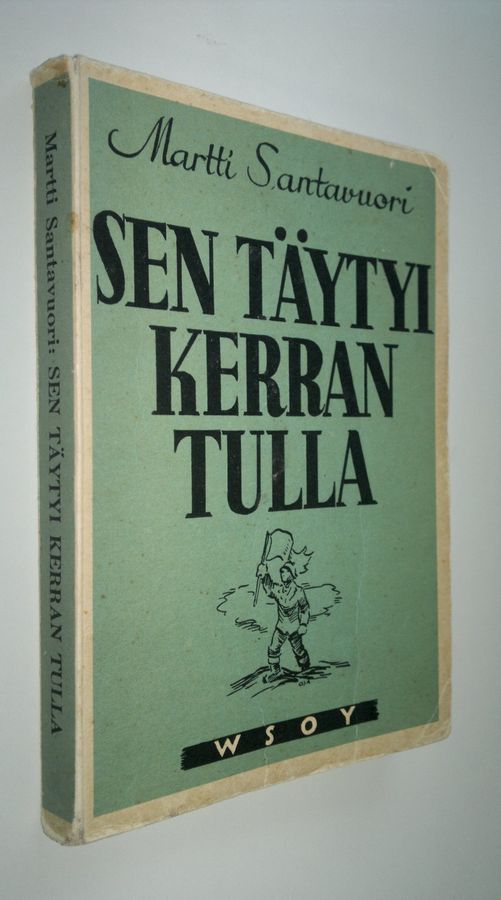 Martti Santavuori
SEN TÄYTYI
KERRAN
TULLA
WSOY
Martti Santavuori: SEN TÄYTYI KERRAN TULLA